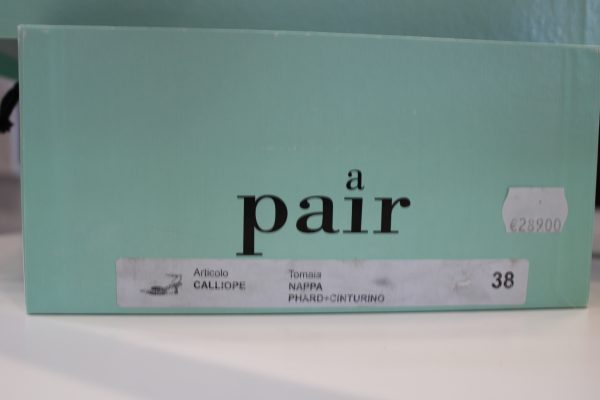 a
pair
€28900
Articolo
CALLIOPE
Tomaia
NAPPA
PHARD+CINTURINO
38